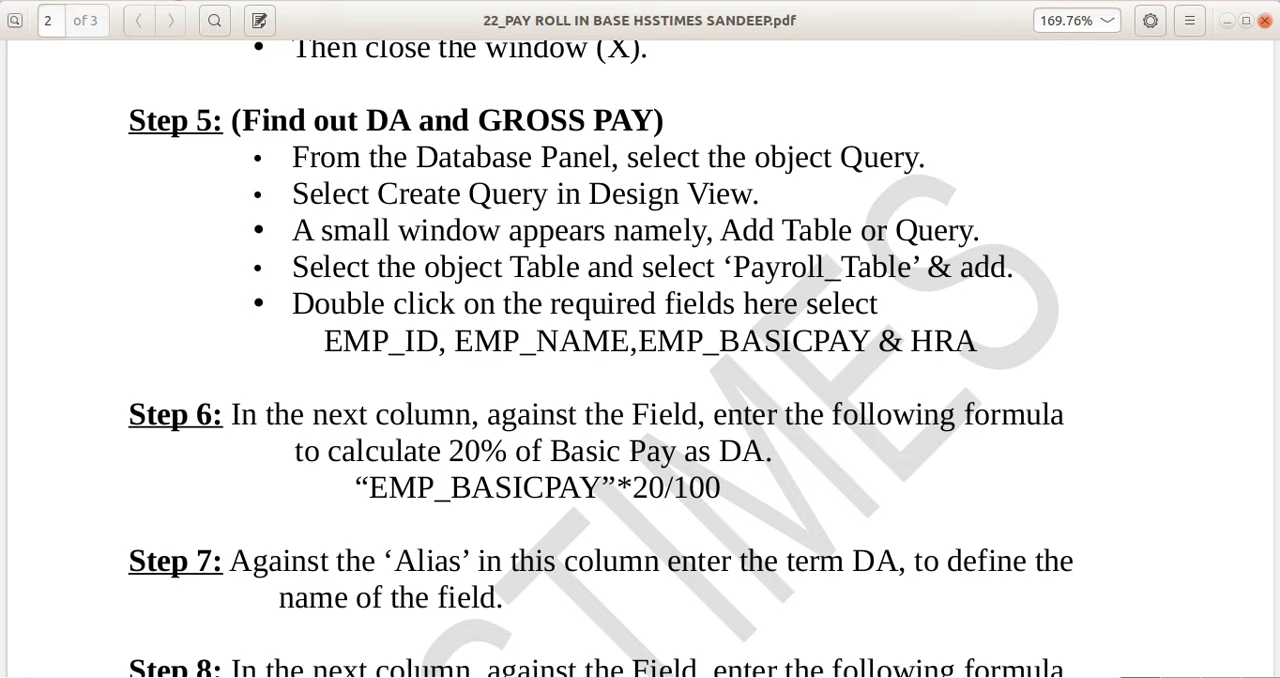 2 of 3
22_PAY ROLL IN BASE HSSTIMES SANDEEP.pdf
169.76%
• Then close the window (X).
Step 5: (Find out DA and GROSS PAY)
• From the Database Panel, select the object Query.
• Select Create Query in Design View.
• A small window appears namely, Add Table or Query.
• Select the object Table and select ‘Payroll_Table’ & add.
• Double click on the required fields here select
EMP_ID, EMP_NAME,EMP_BASICPAY & HRA
Step 6: In the next column, against the Field, enter the following formula
to calculate 20% of Basic Pay as DA.
“EMP_BASICPAY”*20/100
Step 7: Against the ‘Alias’ in this column enter the term DA, to define the
name of the field.
Step 8: In the next column, against the Field, enter the following formula
STIMES